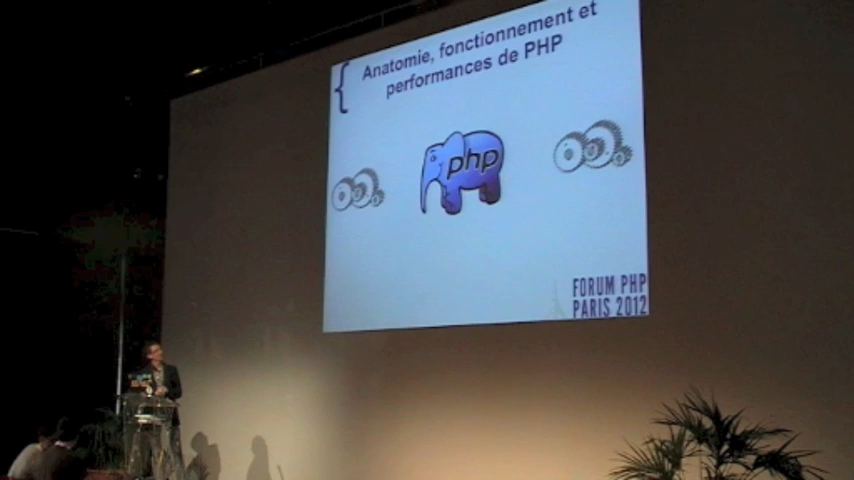 Anatomie, fonctionnement et
performances de PHP
php
FORUM PHP
PARIS 2012